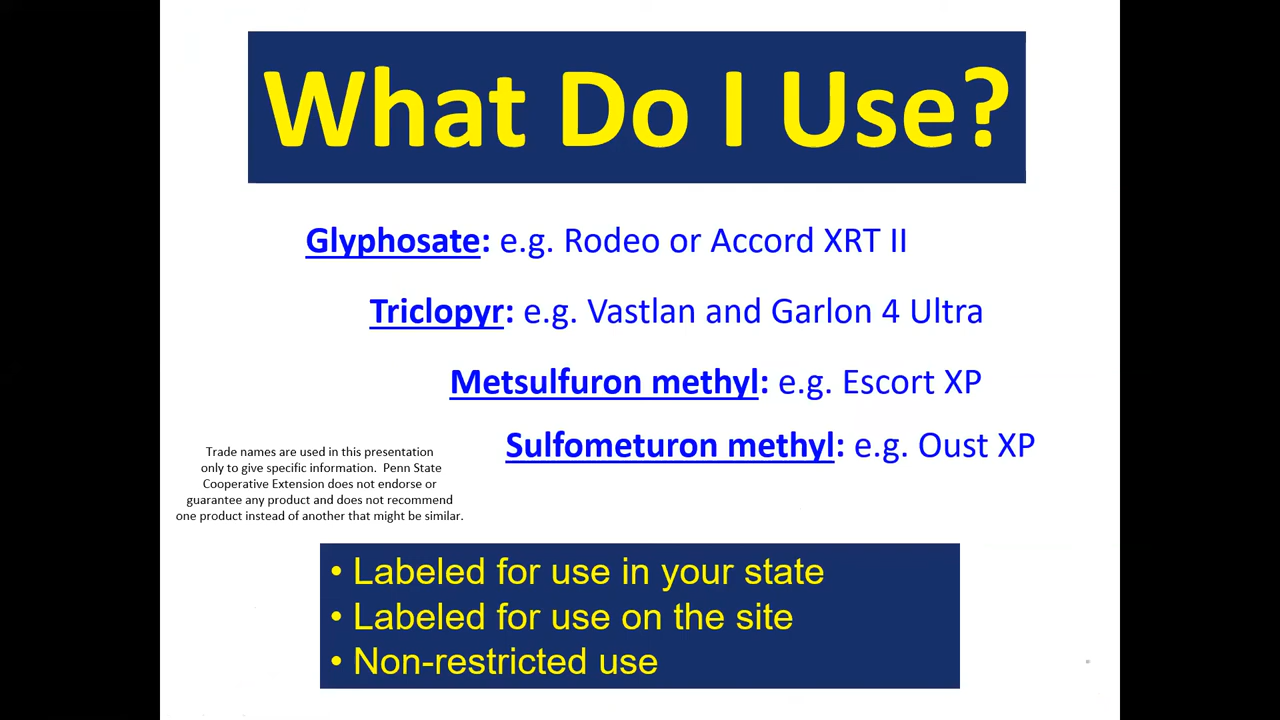 What Do I Use?
Glyphosate: e.g. Rodeo or Accord XRT II
Triclopyr: e.g. Vastlan and Garlon 4 Ultra
Metsulfuron methyl: e.g. Escort XP
Sulfometuron methyl: e.g. Oust XP
Trade names are used in this presentation
only to give specific information.  Penn State
Cooperative Extension does not endorse or
guarantee any product and does not recommend
one product instead of another that might be similar.
• Labeled for use in your state
• Labeled for use on the site
• Non-restricted use